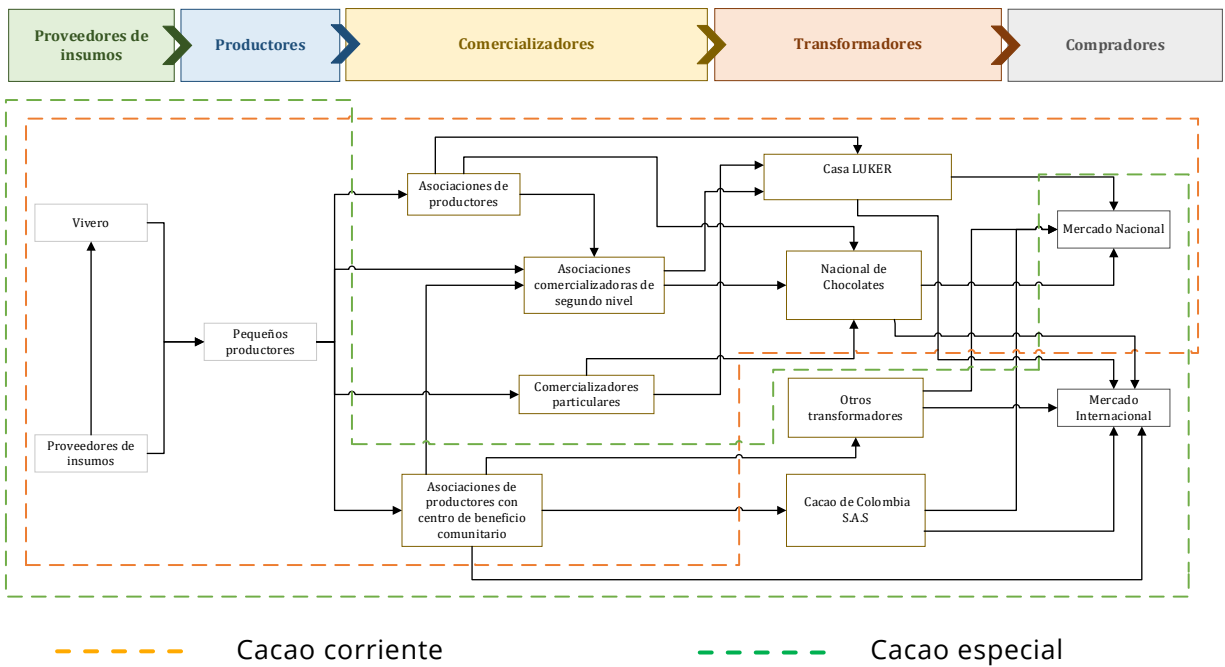 Proveedores de
insumos
Productores
Comercializadores
Transformadores
Compradores
Asociaciones de
productores
Casa LUKER
Vivero
Mercado Nacional
Asociaciones
comercializadoras de
segundo nivel
Nacional de
Chocolates
Pequeños
productores
Comercializadores
particulares
Otros
transformadores
Mercado
Internacional
Proveedores de
insumos
Asociaciones de
productores con
centro de beneficio
comunitario
Cacao de Colombia
S.A.S
Cacao corriente
Cacao especial